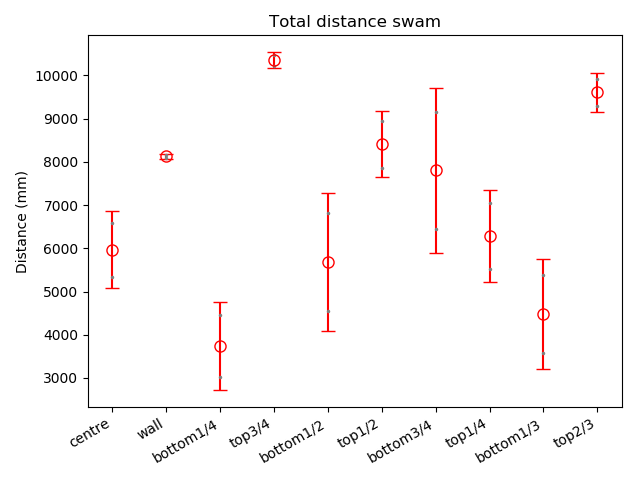 Total distance swam
Distance (mm)
10000
9000
8000
7000
6000
5000
4000
3000
centre
wall
bottom1/4
top3/4
bottom1/2
top1/2
bottom3/4
top1/4
bottom1/3
top2/3